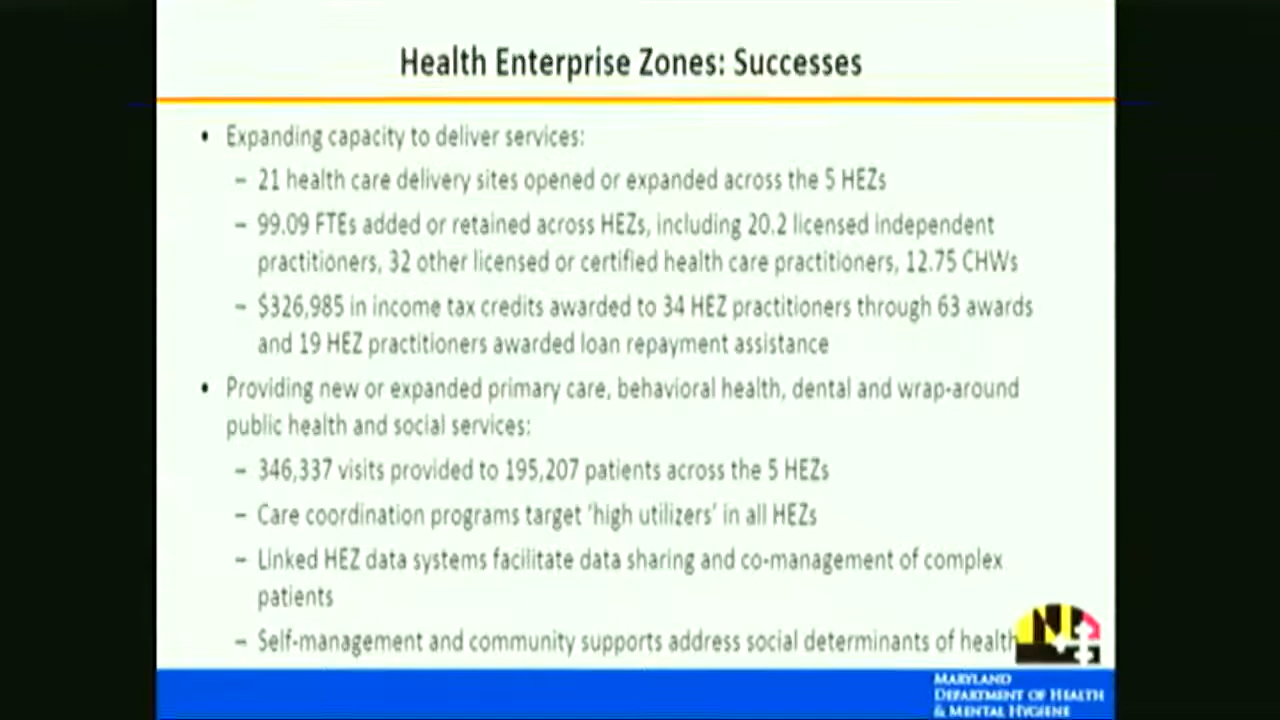 Health Enterprise Zones: Successes
• Expanding capacity to deliver services:
– 21 health care delivery sites opened or expanded across the 5 HEZs
– 99.09 FTEs added or retained across HEZs, including 20.2 licensed independent
practitioners, 32 other licensed or certified health care practitioners, 12.75 CHWs
– $326,985 in income tax credits awarded to 34 HEZ practitioners through 63 awards
and 19 HEZ practitioners awarded loan repayment assistance
• Providing new or expanded primary care, behavioral health, dental and wrap-around
public health and social services:
– 346,337 visits provided to 195,207 patients across the 5 HEZs
– Care coordination programs target 'high utilizers' in all HEZs
– Linked HEZ data systems facilitate data sharing and co-management of complex
patients
– Self-management and community supports address social determinants of health
MARYLAND
DEPARTMENT OF HEALTH
& MENTAL HYGIENE